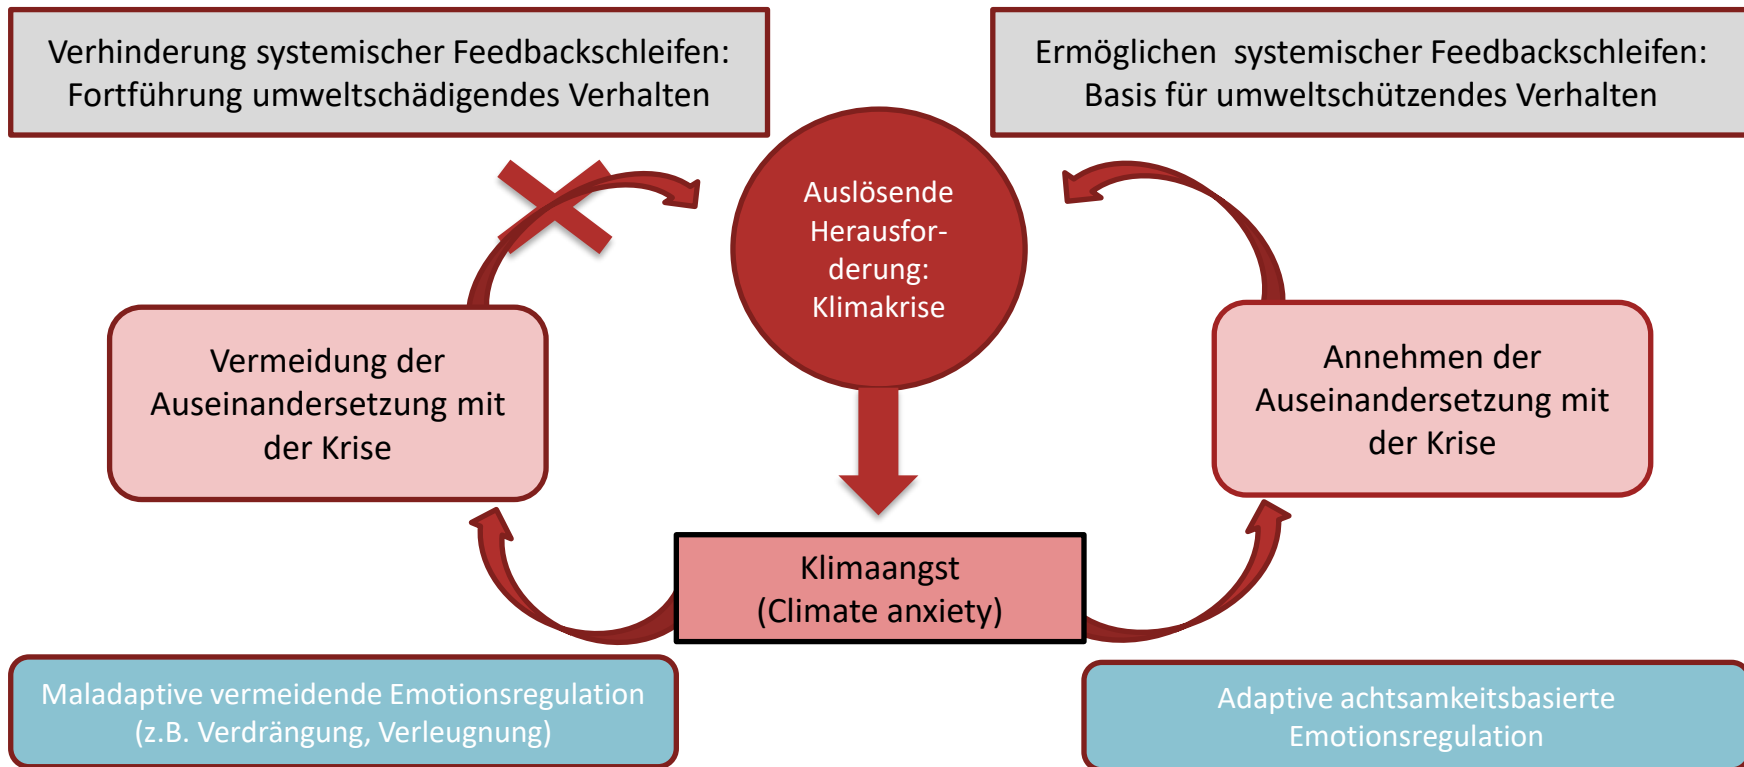 Verhinderung systemischer Feedbackschleifen:
Fortführung umweltschädigendes Verhalten
Ermöglichen systemischer Feedbackschleifen:
Basis für umweltschützendes Verhalten
Auslösende
Herausfor-
derung:
Klimakrise
Vermeidung der
Auseinandersetzung mit
der Krise
Annehmen der
Auseinandersetzung mit
der Krise
Klimaangst
(Climate anxiety)
Maladaptive vermeidende Emotionsregulation
(z.B. Verdrängung, Verleugnung)
Adaptive achtsamkeitsbasierte
Emotionsregulation